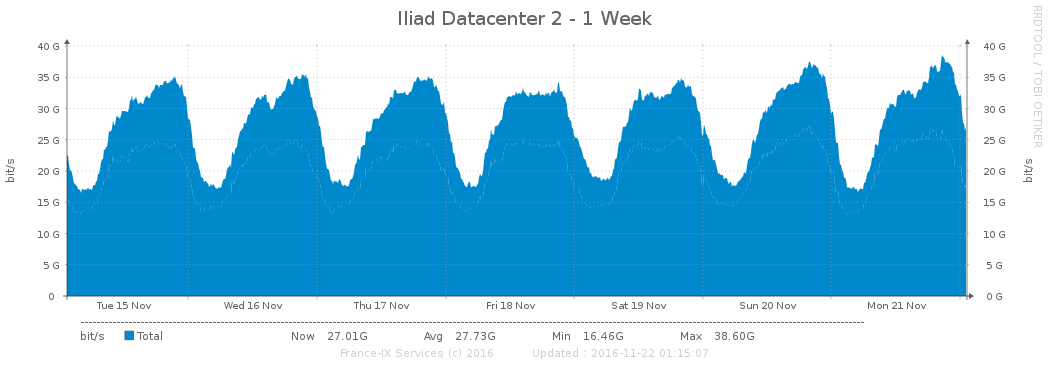 Iliad Datacenter 2 - 1 Week
RRDTOOL / TOBI OETIKER
bit/s
40 G 40 G
35 G 35 G
30 G 30 G
25 G 25 G
20 G 20 G
15 G 15 G
10 G 10 G
5 G 5 G
0 0 G
bit/s
Tue 15 Nov Wed 16 Nov Thu 17 Nov Fri 18 Nov Sat 19 Nov Sun 20 Nov Mon 21 Nov
bit/s Total Now 27.01G Avg 27.73G Min 16.46G Max 38.60G
France-IX Services (c) 2016 Updated : 2016-11-22 01:15:07